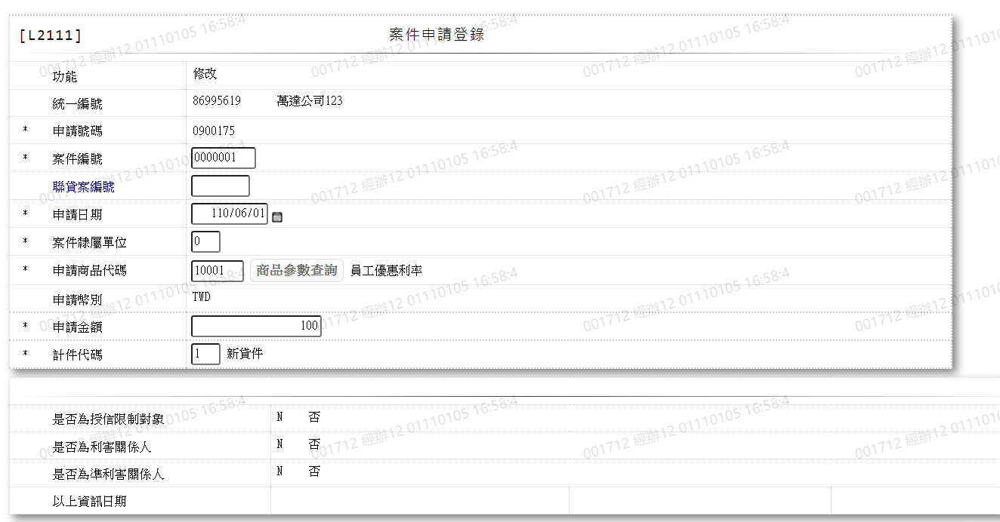 [L2111] 案件申請登錄
功能 修改
統一編號 86995619 萬達公司123
* 申請號碼 0900175
* 案件編號 0000001
聯貸案編號
* 申請日期 110/06/01
* 案件隸屬單位 0
* 申請商品代碼 10001 商品參數查詢 員工優惠利率
申請幣別 TWD
* 申請金額 100
* 計件代碼 1 新貸件
是否為授信限制對象 N 否
是否為利害關係人 N 否
是否為準利害關係人 N 否
以上資訊日期
001712 經辦12 01110105 16:58:4